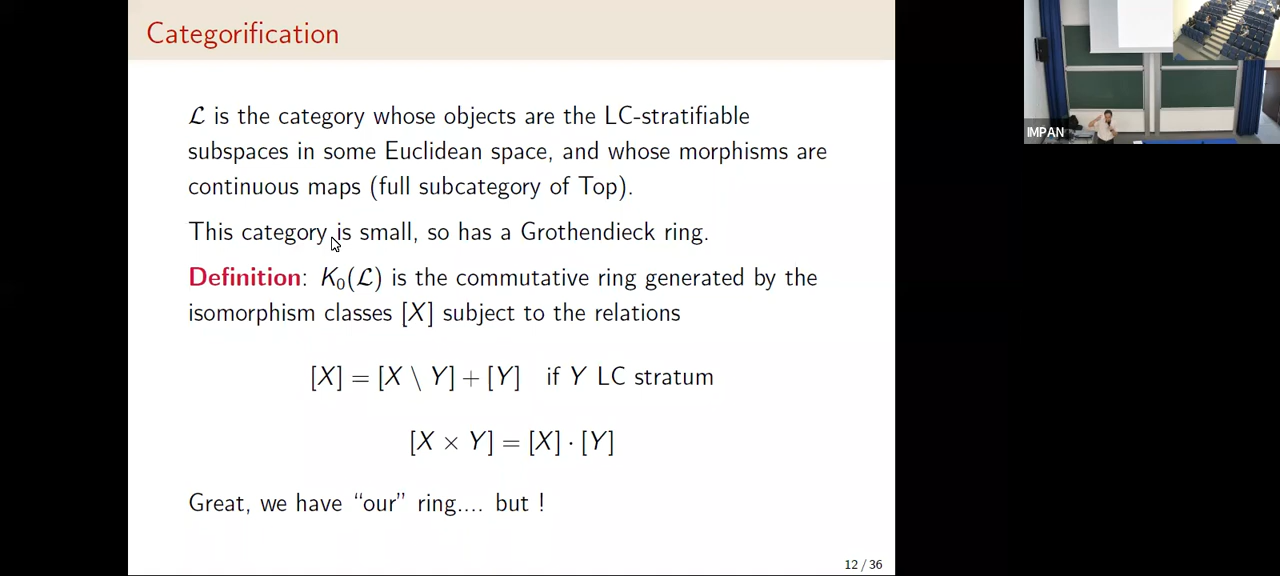 Categorification
ℒ is the category whose objects are the LC-stratifiable
subspaces in some Euclidean space, and whose morphisms are
continuous maps (full subcategory of Top).
This category is small, so has a Grothendieck ring.
Definition: K₀(ℒ) is the commutative ring generated by the
isomorphism classes [X] subject to the relations
[X] = [X \ Y] + [Y] if Y LC stratum
[X × Y] = [X] · [Y]
Great, we have “our” ring.... but !
12 / 36
IMPAN